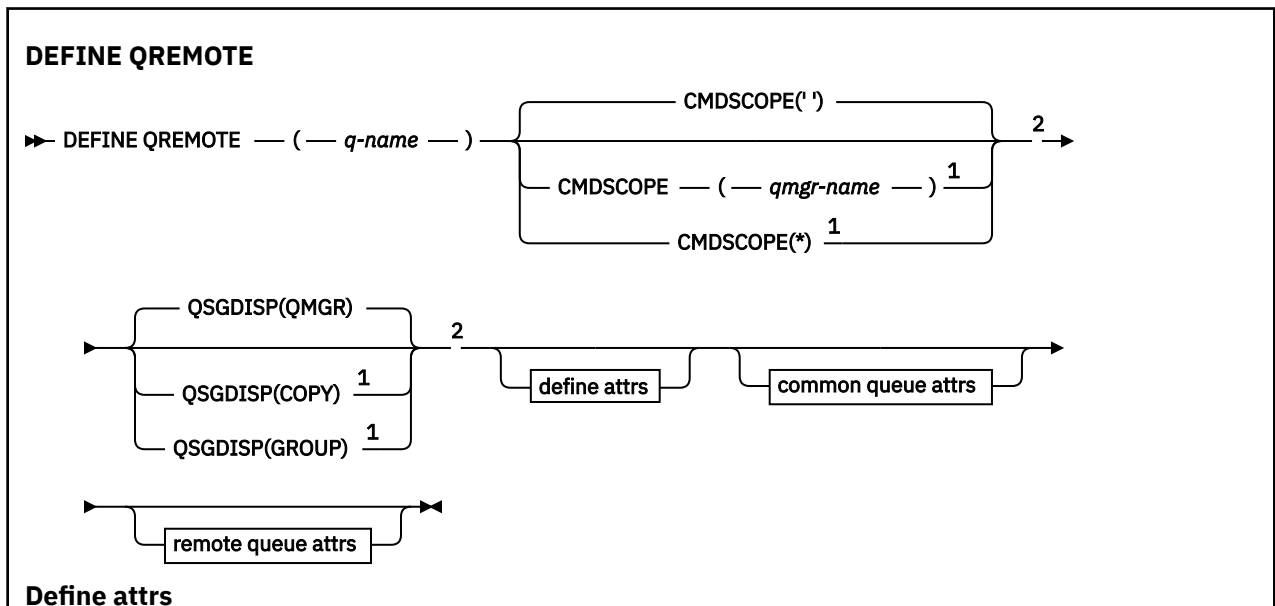 DEFINE QREMOTE
CMDSCOPE(' ')
DEFINE QREMOTE ( q-name ) 2
CMDSCOPE ( qmgr-name ) 1
CMDSCOPE(*) 1
QSGDISP(QMGR)
2
QSGDISP(COPY) 1 define attrs common queue attrs
QSGDISP(GROUP) 1
remote queue attrs
Define attrs